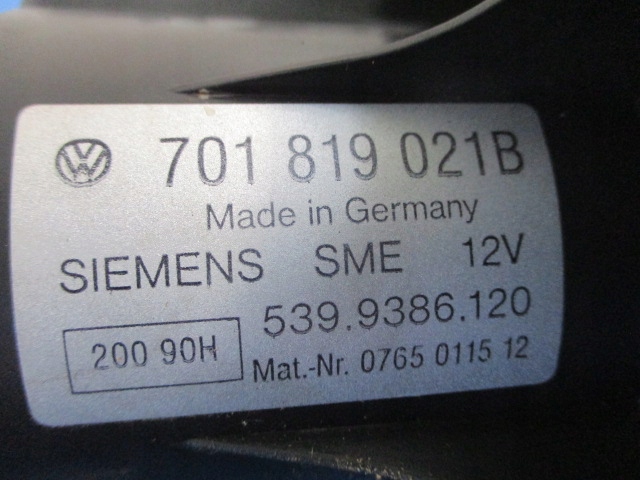 701 819 021B
Made in Germany
SIEMENS SME 12V
539.9386.120
200 90H
Mat.-Nr. 0765 0115 12